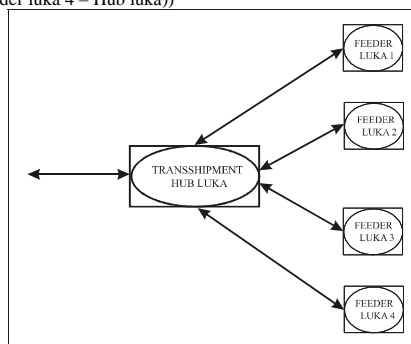 der luka 4 – Hub luka))
FEEDER
LUKA 1
FEEDER
LUKA 2
TRANSSHIPMENT
HUB LUKA
FEEDER
LUKA 3
FEEDER
LUKA 4